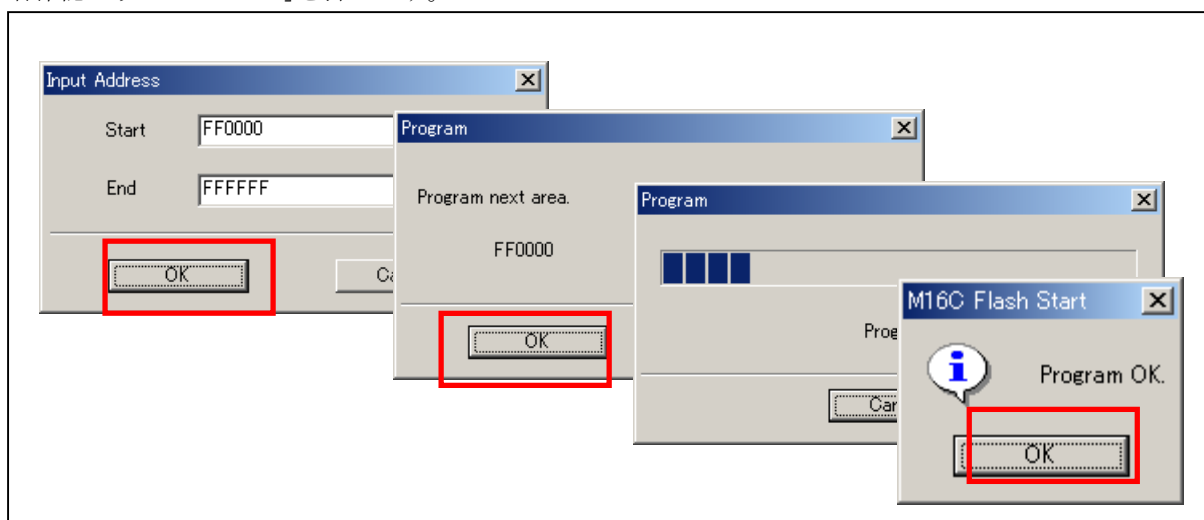 Input Address
Start FF0000
End FFFFFF
OK
Program
Program next area.
FF0000
OK
Program
M16C Flash Start
Program OK.
OK